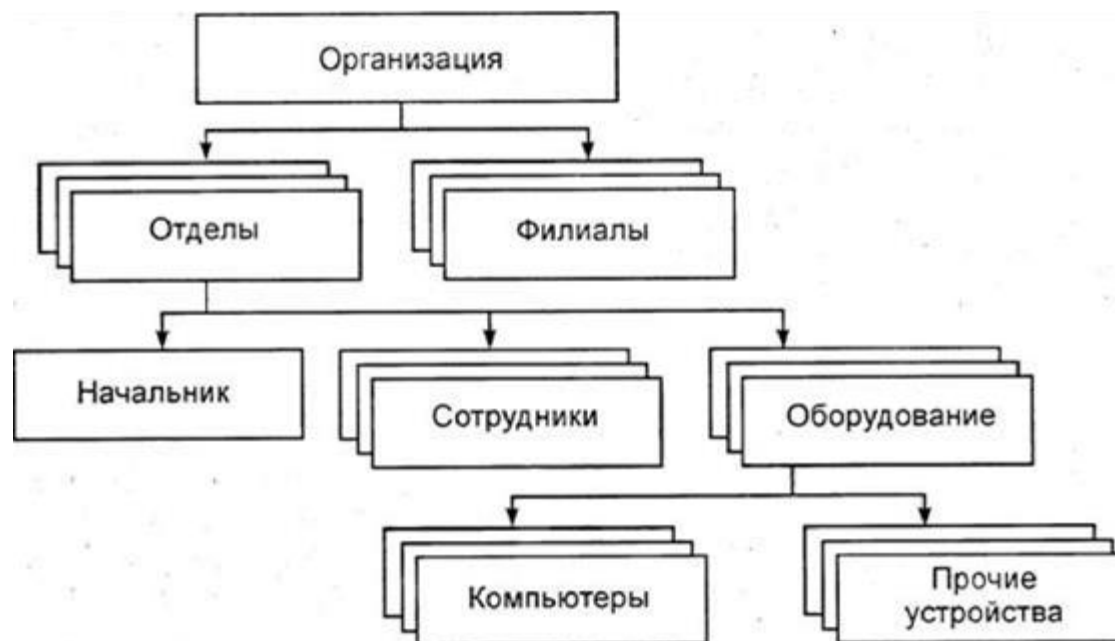 Организация
Отделы
Филиалы
Начальник
Сотрудники
Оборудование
Компьютеры
Прочие
устройства